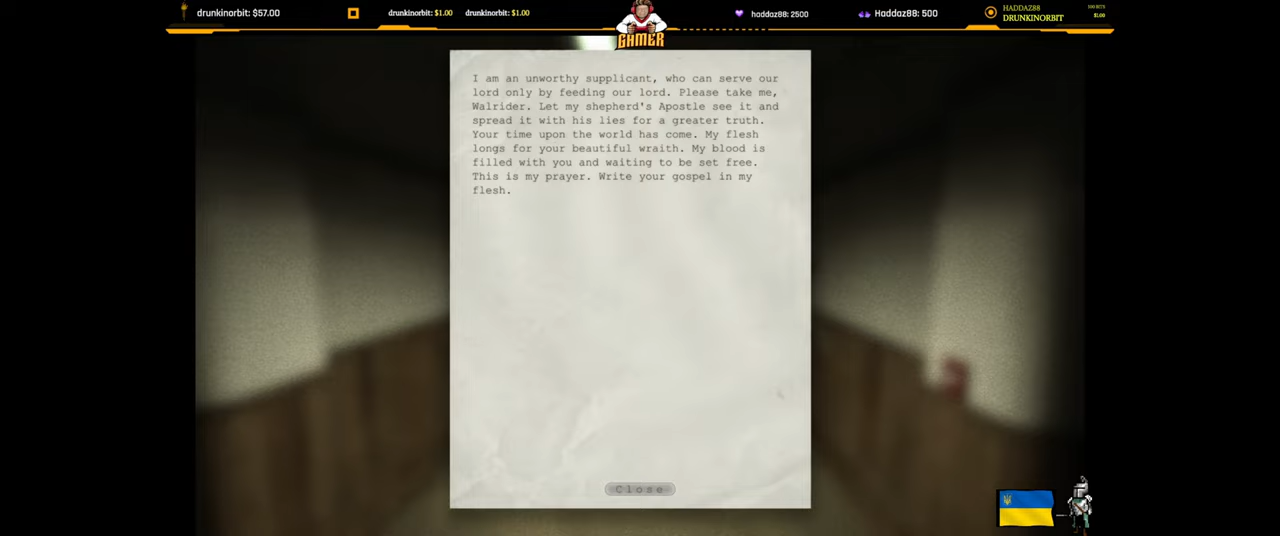 drunkinorbit: $57.00
drunkinorbit: $1.00 drunkinorbit: $1.00
GAMER
haddaz88: 2500
Haddaz88: 500
HADDAZ88
DRUNKINORBIT
500 BITS
$1.00
I am an unworthy supplicant, who can serve our
lord only by feeding our lord. Please take me,
Walrider. Let my shepherd's Apostle see it and
spread it with his lies for a greater truth.
Your time upon the world has come. My flesh
longs for your beautiful wraith. My blood is
filled with you and waiting to be set free.
This is my prayer. Write your gospel in my
flesh.
Close